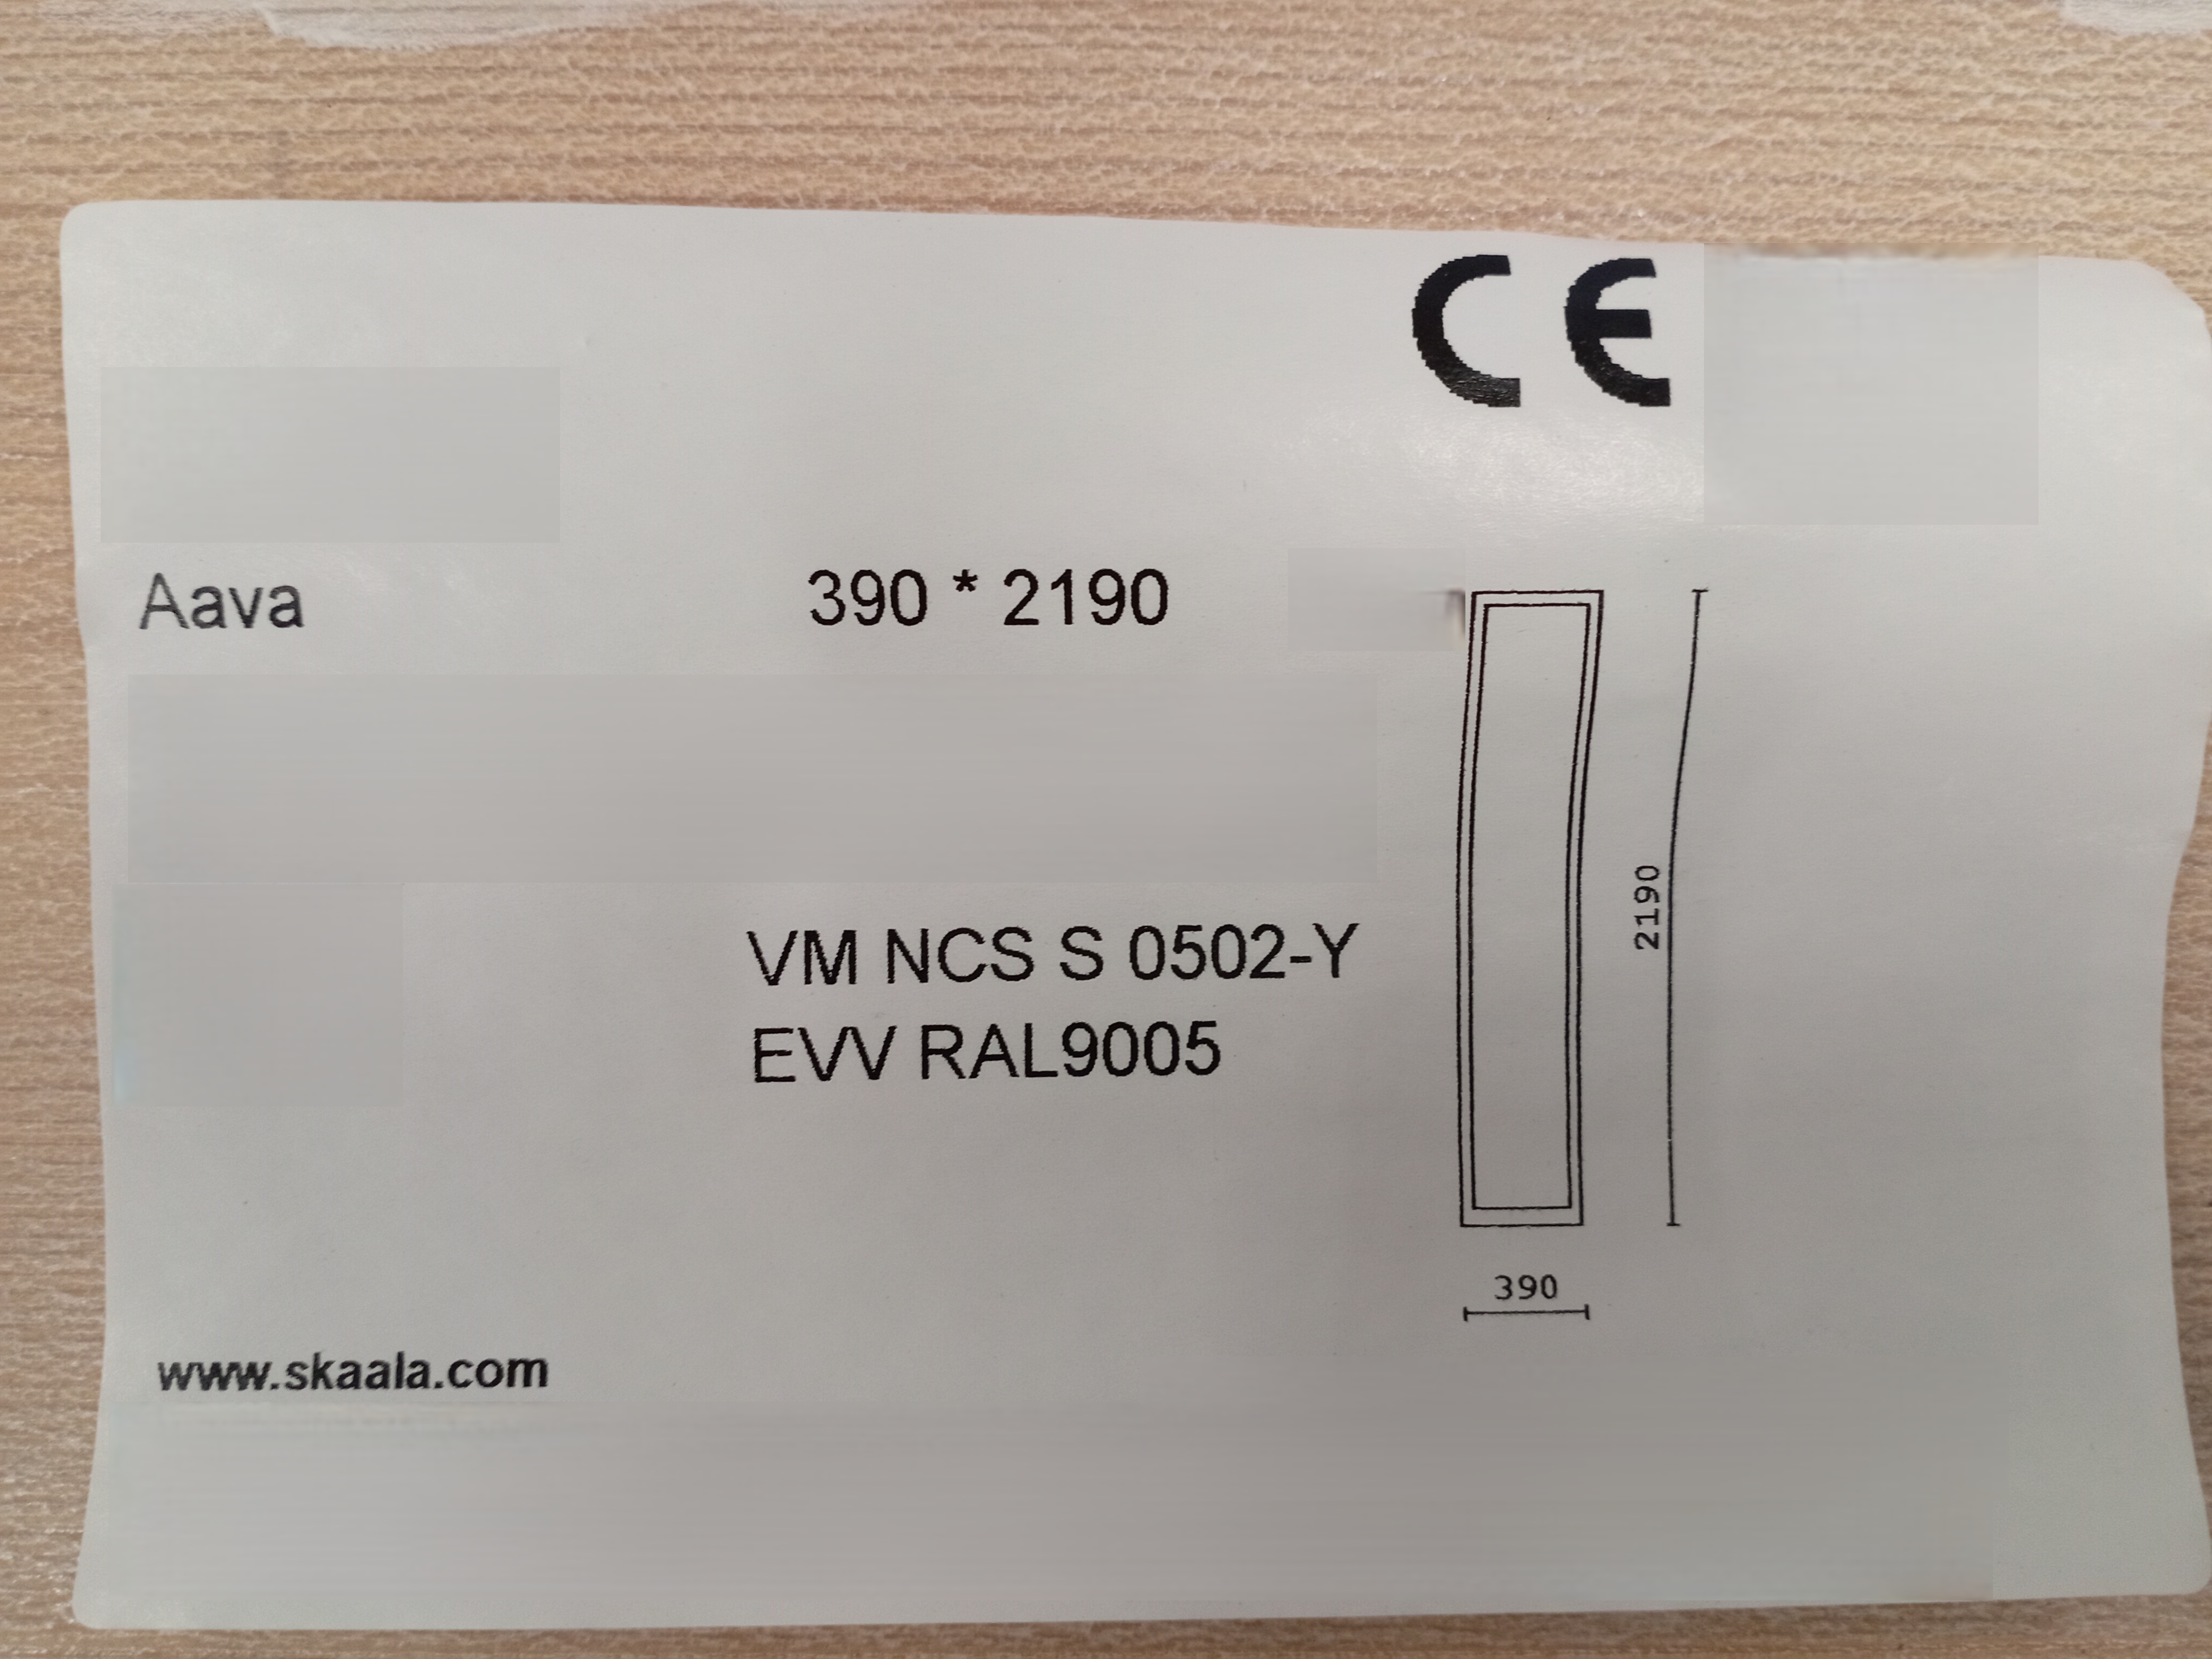 CE
Aava 390 * 2190
2190
VM NCS S 0502-Y
EVV RAL9005
390
www.skaala.com